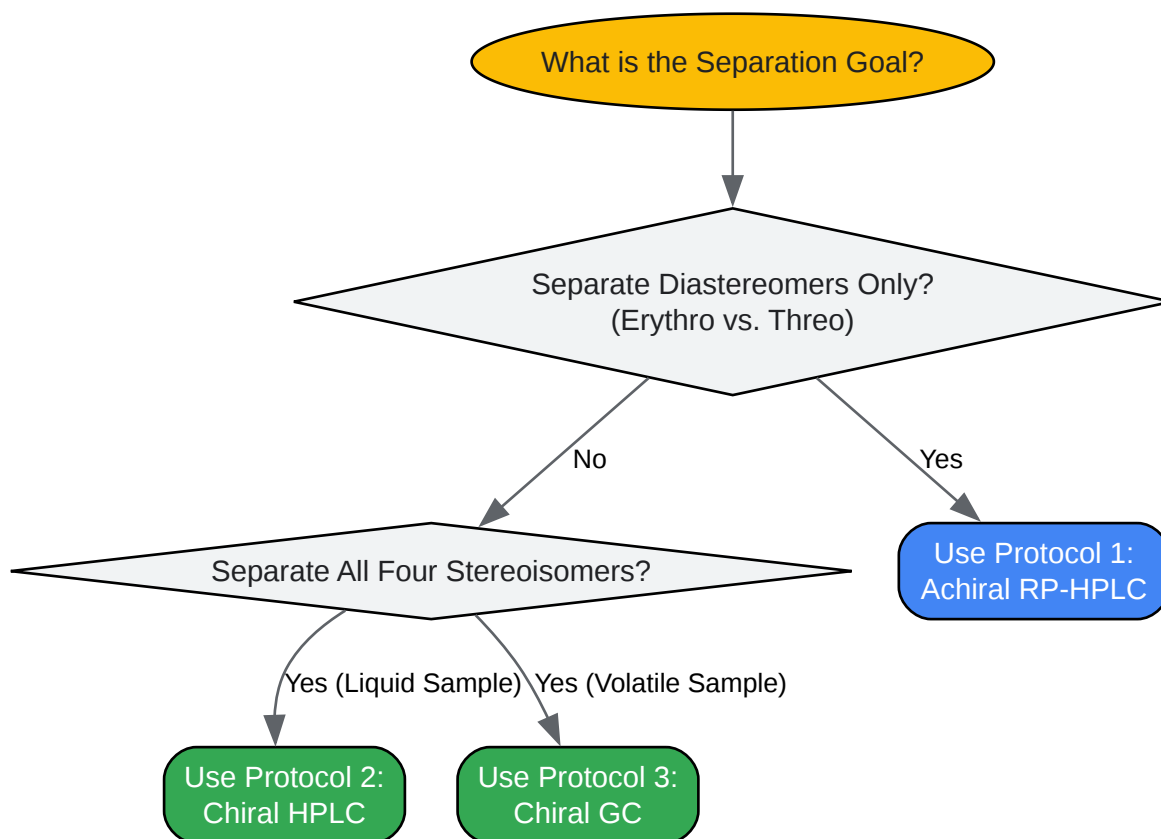 What is the Separation Goal?
Separate Diastereomers Only?
(Erythro vs. Threo)
No
Yes
Separate All Four Stereoisomers?
Use Protocol 1:
Achiral RP-HPLC
Yes (Liquid Sample)
Yes (Volatile Sample)
Use Protocol 2:
Chiral HPLC
Use Protocol 3:
Chiral GC